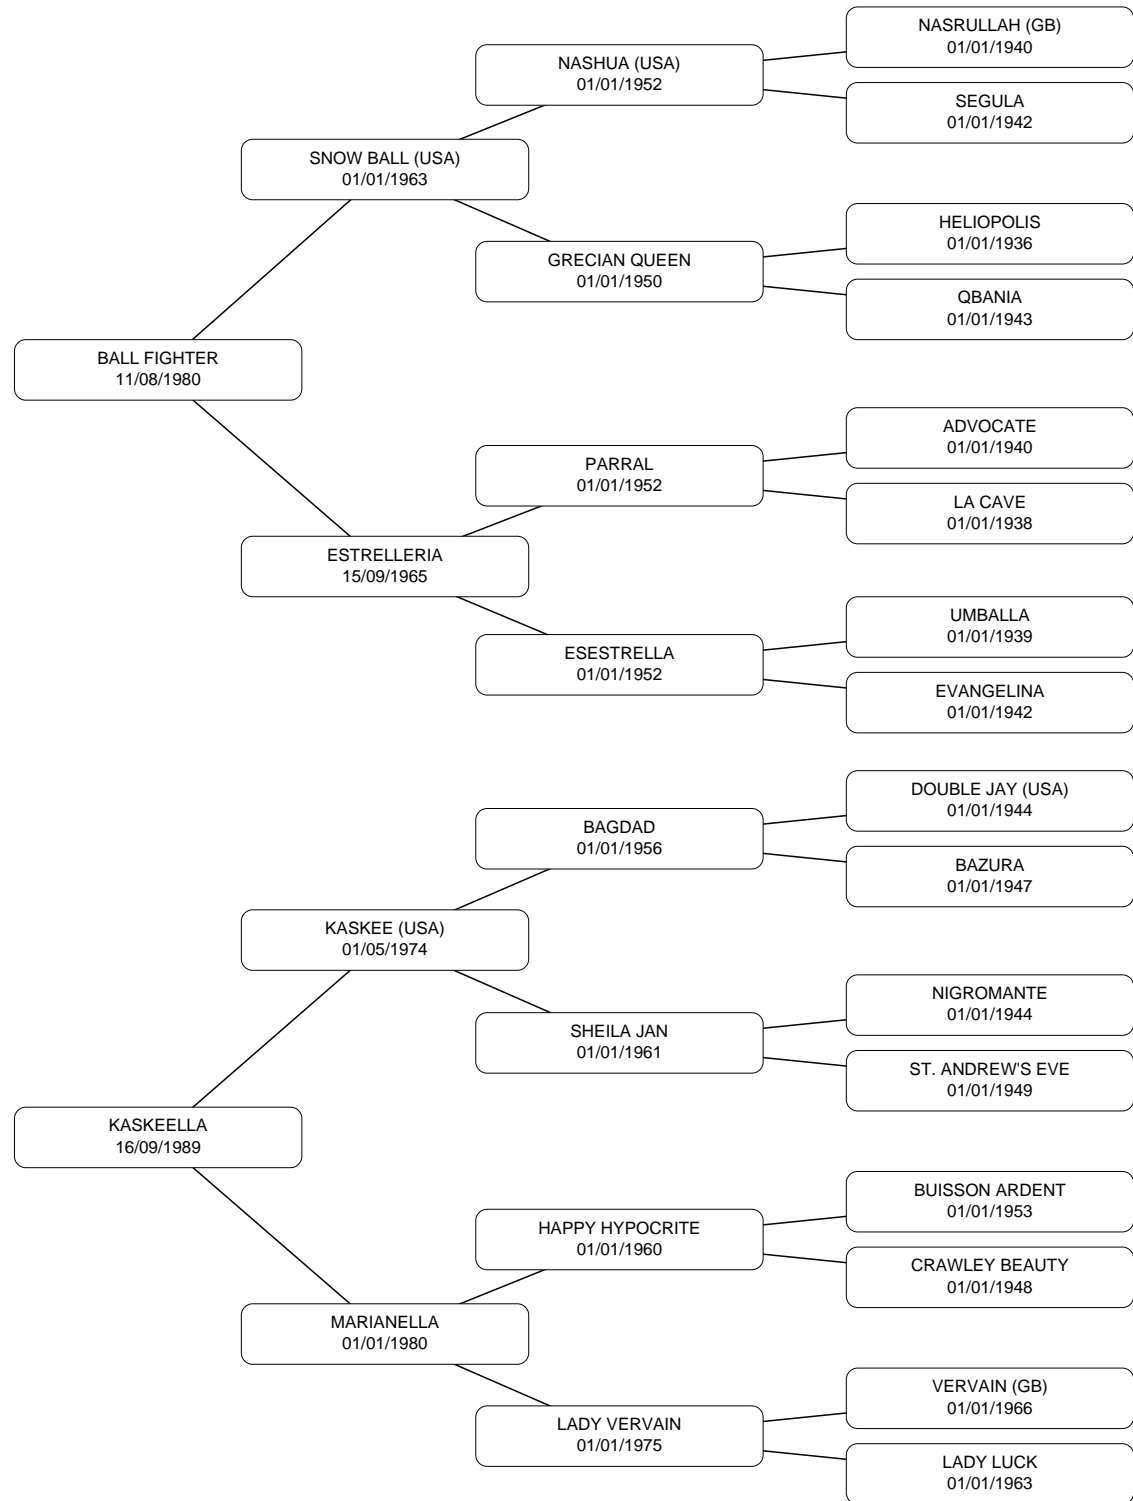 NASRULLAH (GB)
01/01/1940
NASHUA (USA)
01/01/1952
SEGULA
01/01/1942
SNOW BALL (USA)
01/01/1963
HELIOPOLIS
01/01/1936
GRECIAN QUEEN
01/01/1950
QBANIA
01/01/1943
BALL FIGHTER
11/08/1980
ADVOCATE
01/01/1940
PARRAL
01/01/1952
LA CAVE
01/01/1938
ESTRELLERIA
15/09/1965
UMBALLA
01/01/1939
ESESTRELLA
01/01/1952
EVANGELINA
01/01/1942
DOUBLE JAY (USA)
01/01/1944
BAGDAD
01/01/1956
BAZURA
01/01/1947
KASKEE (USA)
01/05/1974
NIGROMANTE
01/01/1944
SHEILA JAN
01/01/1961
ST. ANDREW'S EVE
01/01/1949
KASKEELLA
16/09/1989
BUISSON ARDENT
01/01/1953
HAPPY HYPOCRITE
01/01/1960
CRAWLEY BEAUTY
01/01/1948
MARIANELLA
01/01/1980
VERVAIN (GB)
01/01/1966
LADY VERVAIN
01/01/1975
LADY LUCK
01/01/1963